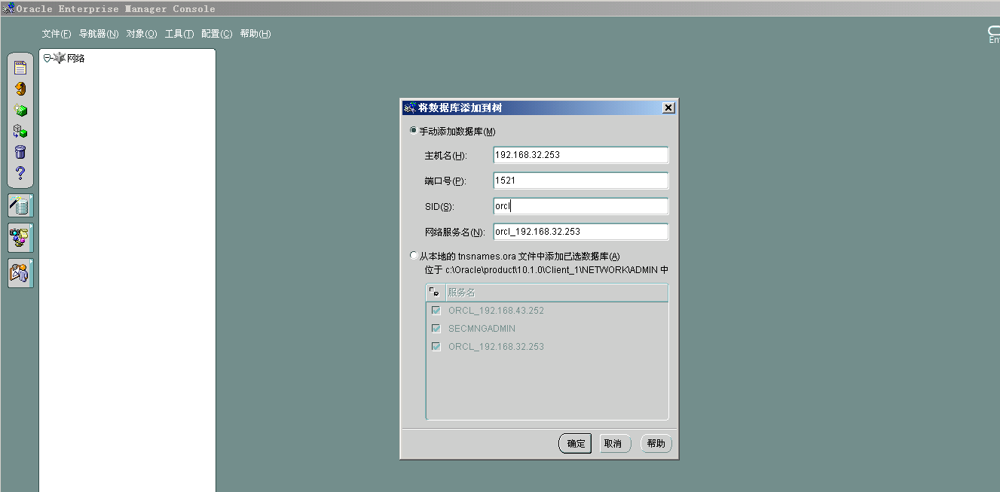 Oracle Enterprise Manager Console
文件(F) 导航器(N) 对象(O) 工具(T) 配置(C) 帮助(H)
网络
将数据库添加到树
手动添加数据库(M)
主机名(H): 192.168.32.253
端口号(P): 1521
SID(S): orcl
网络服务名(N): orcl_192.168.32.253
从本地的 tnsnames.ora 文件中添加已选数据库(A)
位于 c:\Oracle\product\10.1.0\Client_1\NETWORK\ADMIN 中
服务名
ORCL_192.168.43.252
SECMNGADMIN
ORCL_192.168.32.253
确定 取消 帮助